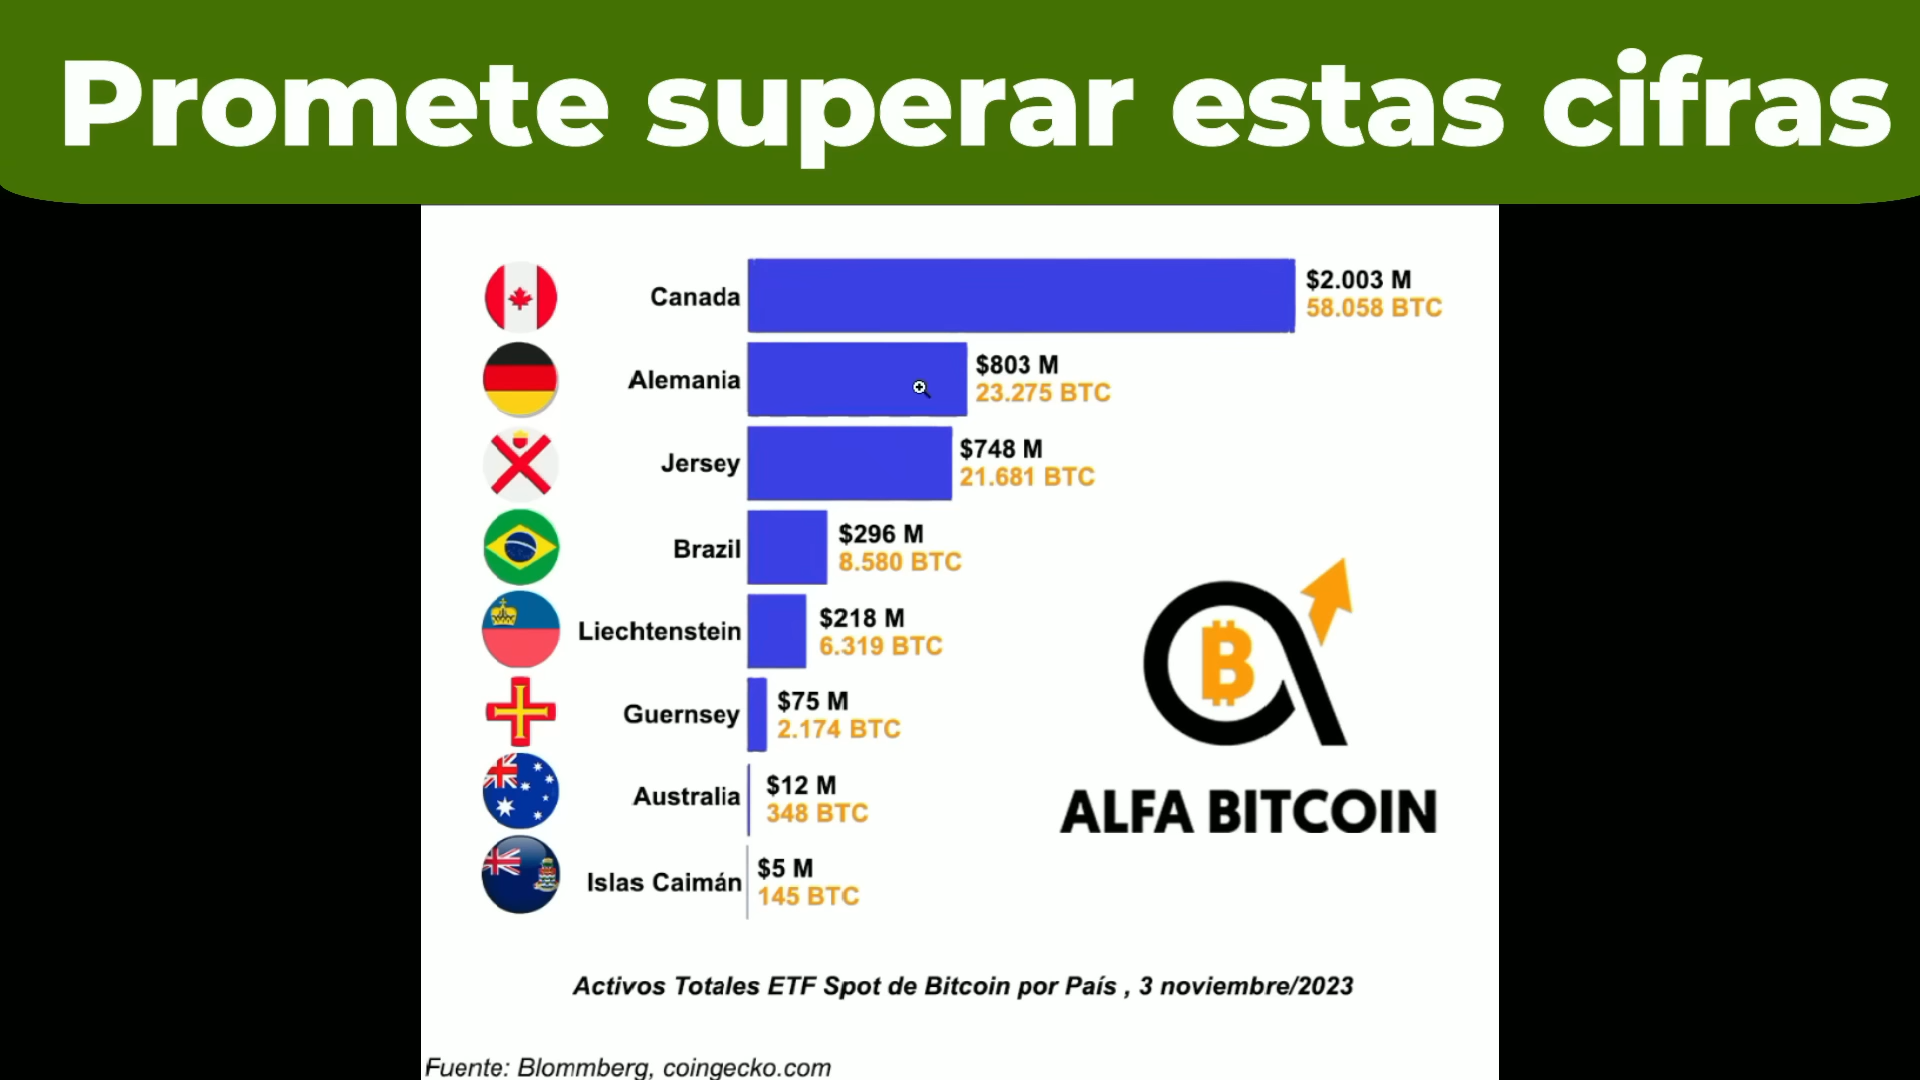 Promete superar estas cifras
Canada
$2.003 M
58.058 BTC
Alemania
$803 M
23.275 BTC
Jersey
$748 M
21.681 BTC
Brazil
$296 M
8.580 BTC
Liechtenstein
$218 M
6.319 BTC
Guernsey
$75 M
2.174 BTC
Australia
$12 M
348 BTC
Islas Caimán
$5 M
145 BTC
ALFA BITCOIN
Activos Totales ETF Spot de Bitcoin por País , 3 noviembre/2023
Fuente: Blommberg, coingecko.com